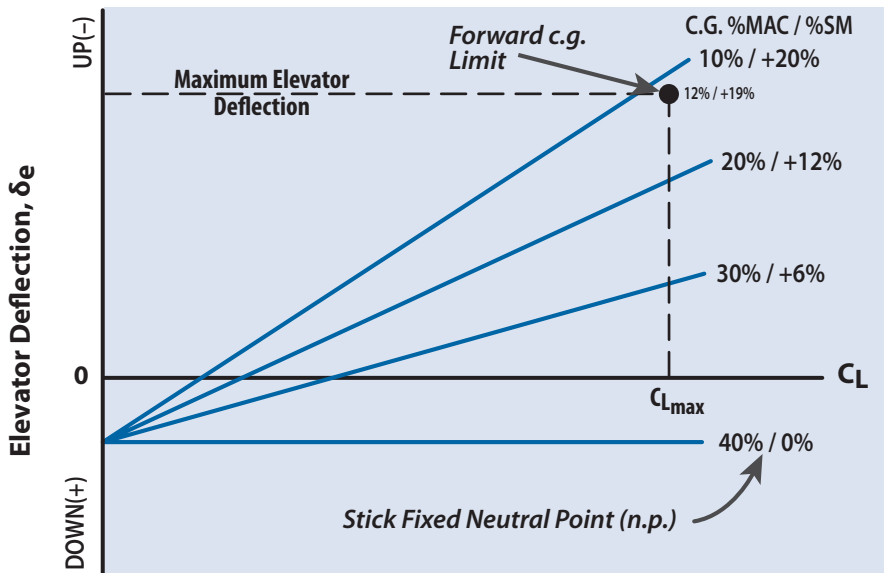 UP(–)
Forward c.g.
Limit
C.G. %MAC / %SM
10% / +20%
Maximum Elevator
Deflection
12% / +19%
20% / +12%
Elevator Deflection, δe
30% / +6%
0
CL
CLmax
40% / 0%
Stick Fixed Neutral Point (n.p.)
DOWN(+)